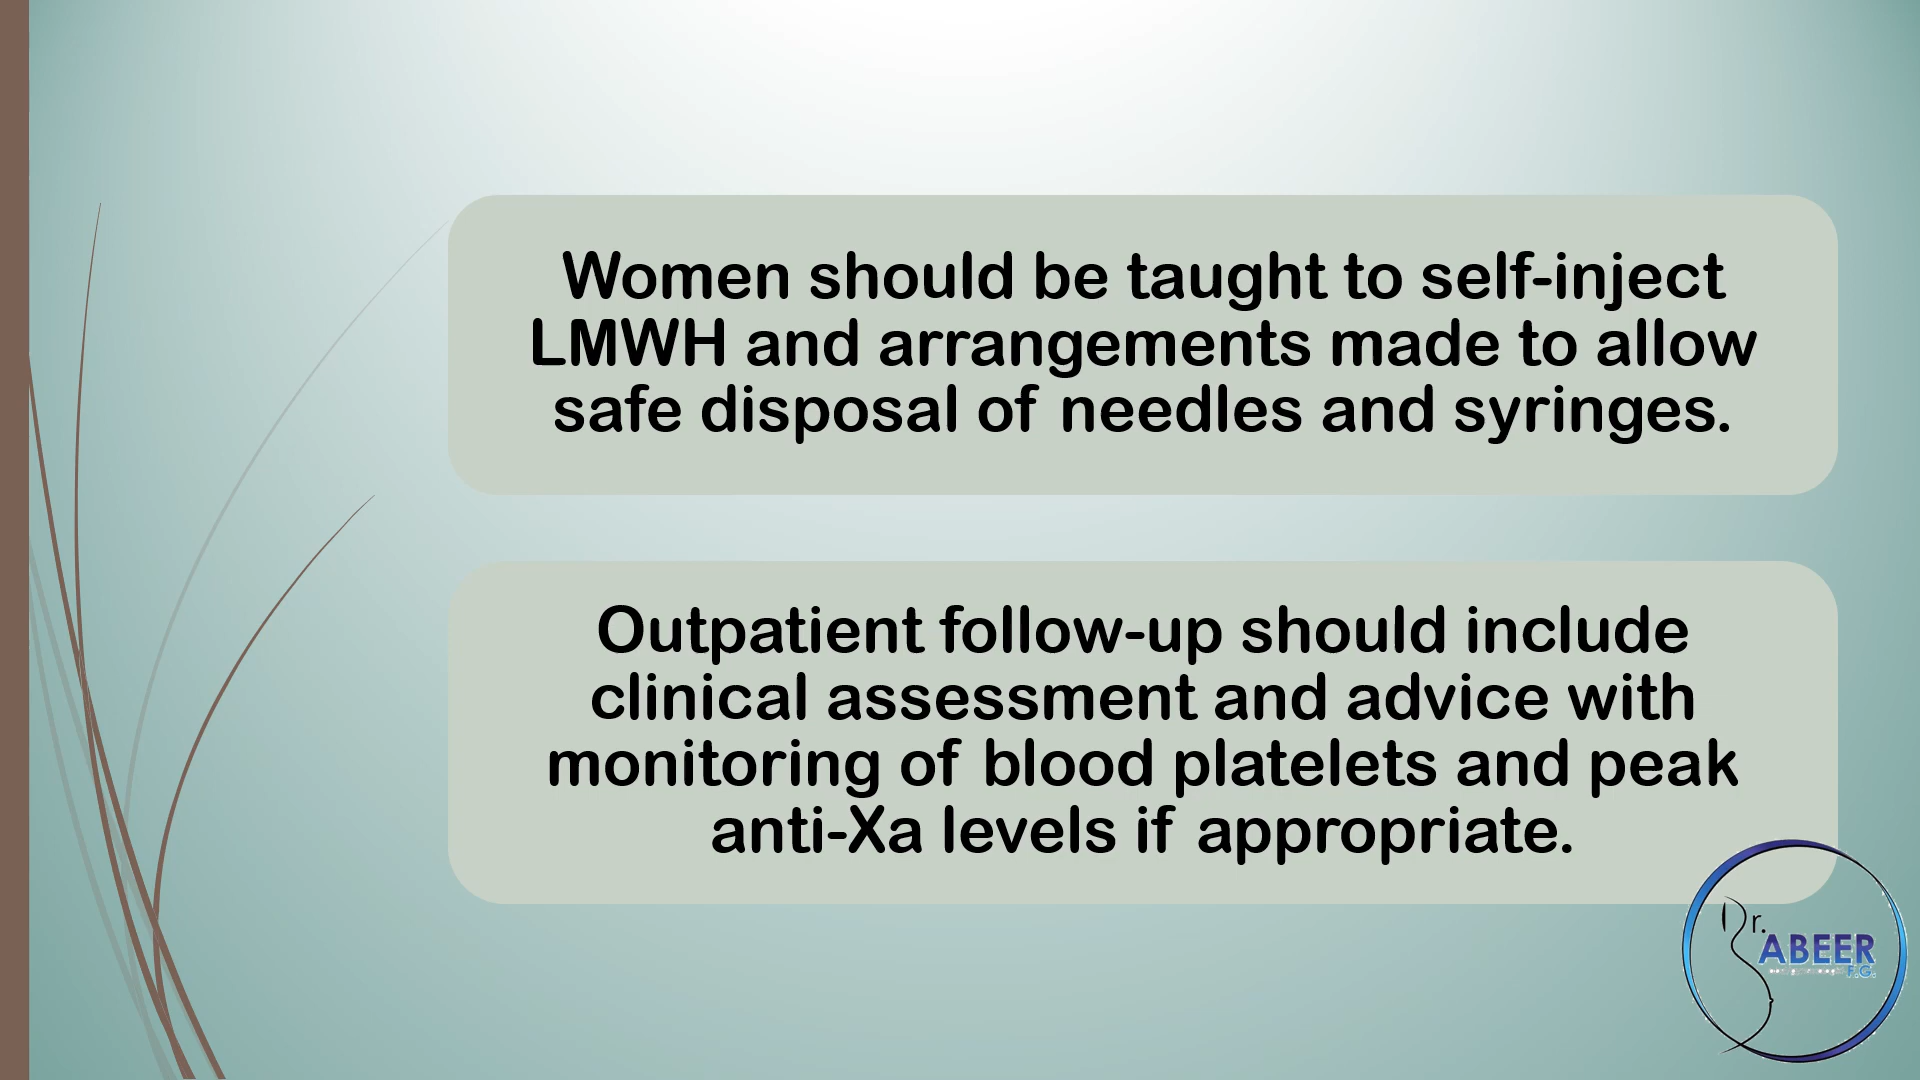 Women should be taught to self-inject
LMWH and arrangements made to allow
safe disposal of needles and syringes.
Outpatient follow-up should include
clinical assessment and advice with
monitoring of blood platelets and peak
anti-Xa levels if appropriate.
Dr.
ABEER
F.G.